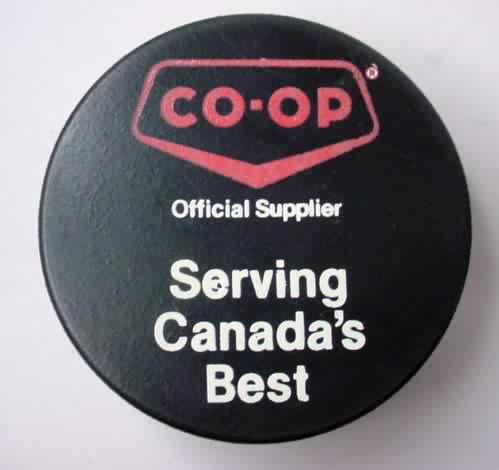 CO-OP®
Official Supplier
Serving
Canada's
Best